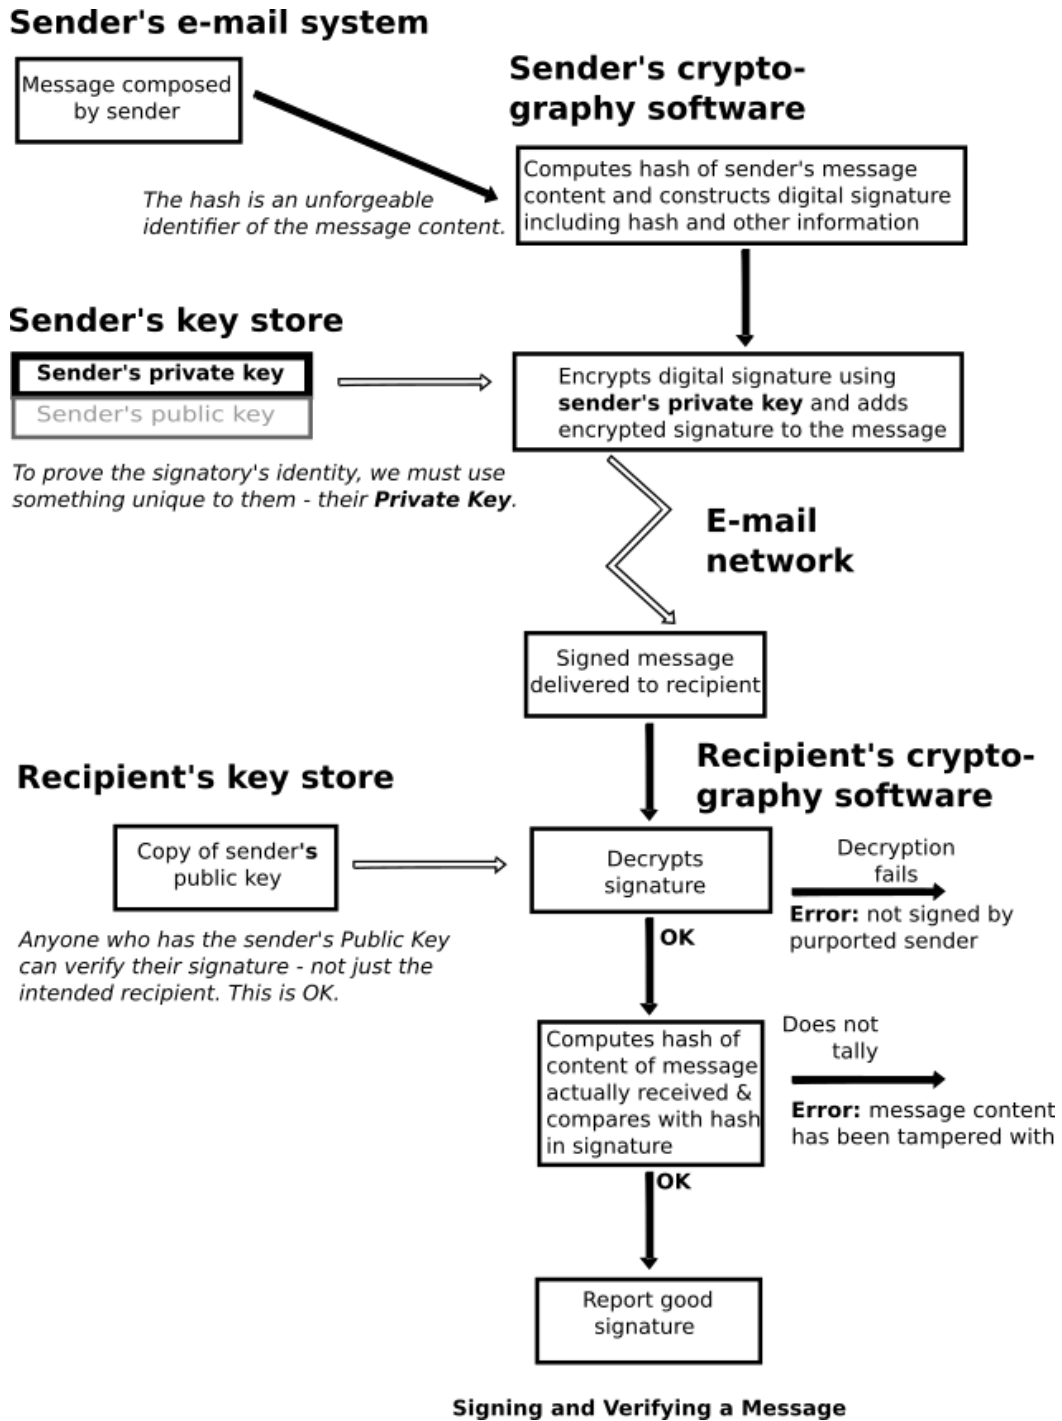 Sender's e-mail system
Message composed
by sender
Sender's crypto-
graphy software
Computes hash of sender's message
content and constructs digital signature
including hash and other information
The hash is an unforgeable
identifier of the message content.
Sender's key store
Sender's private key
Sender's public key
Encrypts digital signature using
sender's private key and adds
encrypted signature to the message
To prove the signatory's identity, we must use
something unique to them - their Private Key.
E-mail
network
Signed message
delivered to recipient
Recipient's key store
Recipient's crypto-
graphy software
Copy of sender's
public key
Decrypts
signature
Decryption
fails
Error: not signed by
purported sender
Anyone who has the sender's Public Key
can verify their signature - not just the
intended recipient. This is OK.
OK
Computes hash of
content of message
actually received &
compares with hash
in signature
Does not
tally
Error: message content
has been tampered with
OK
Report good
signature
Signing and Verifying a Message